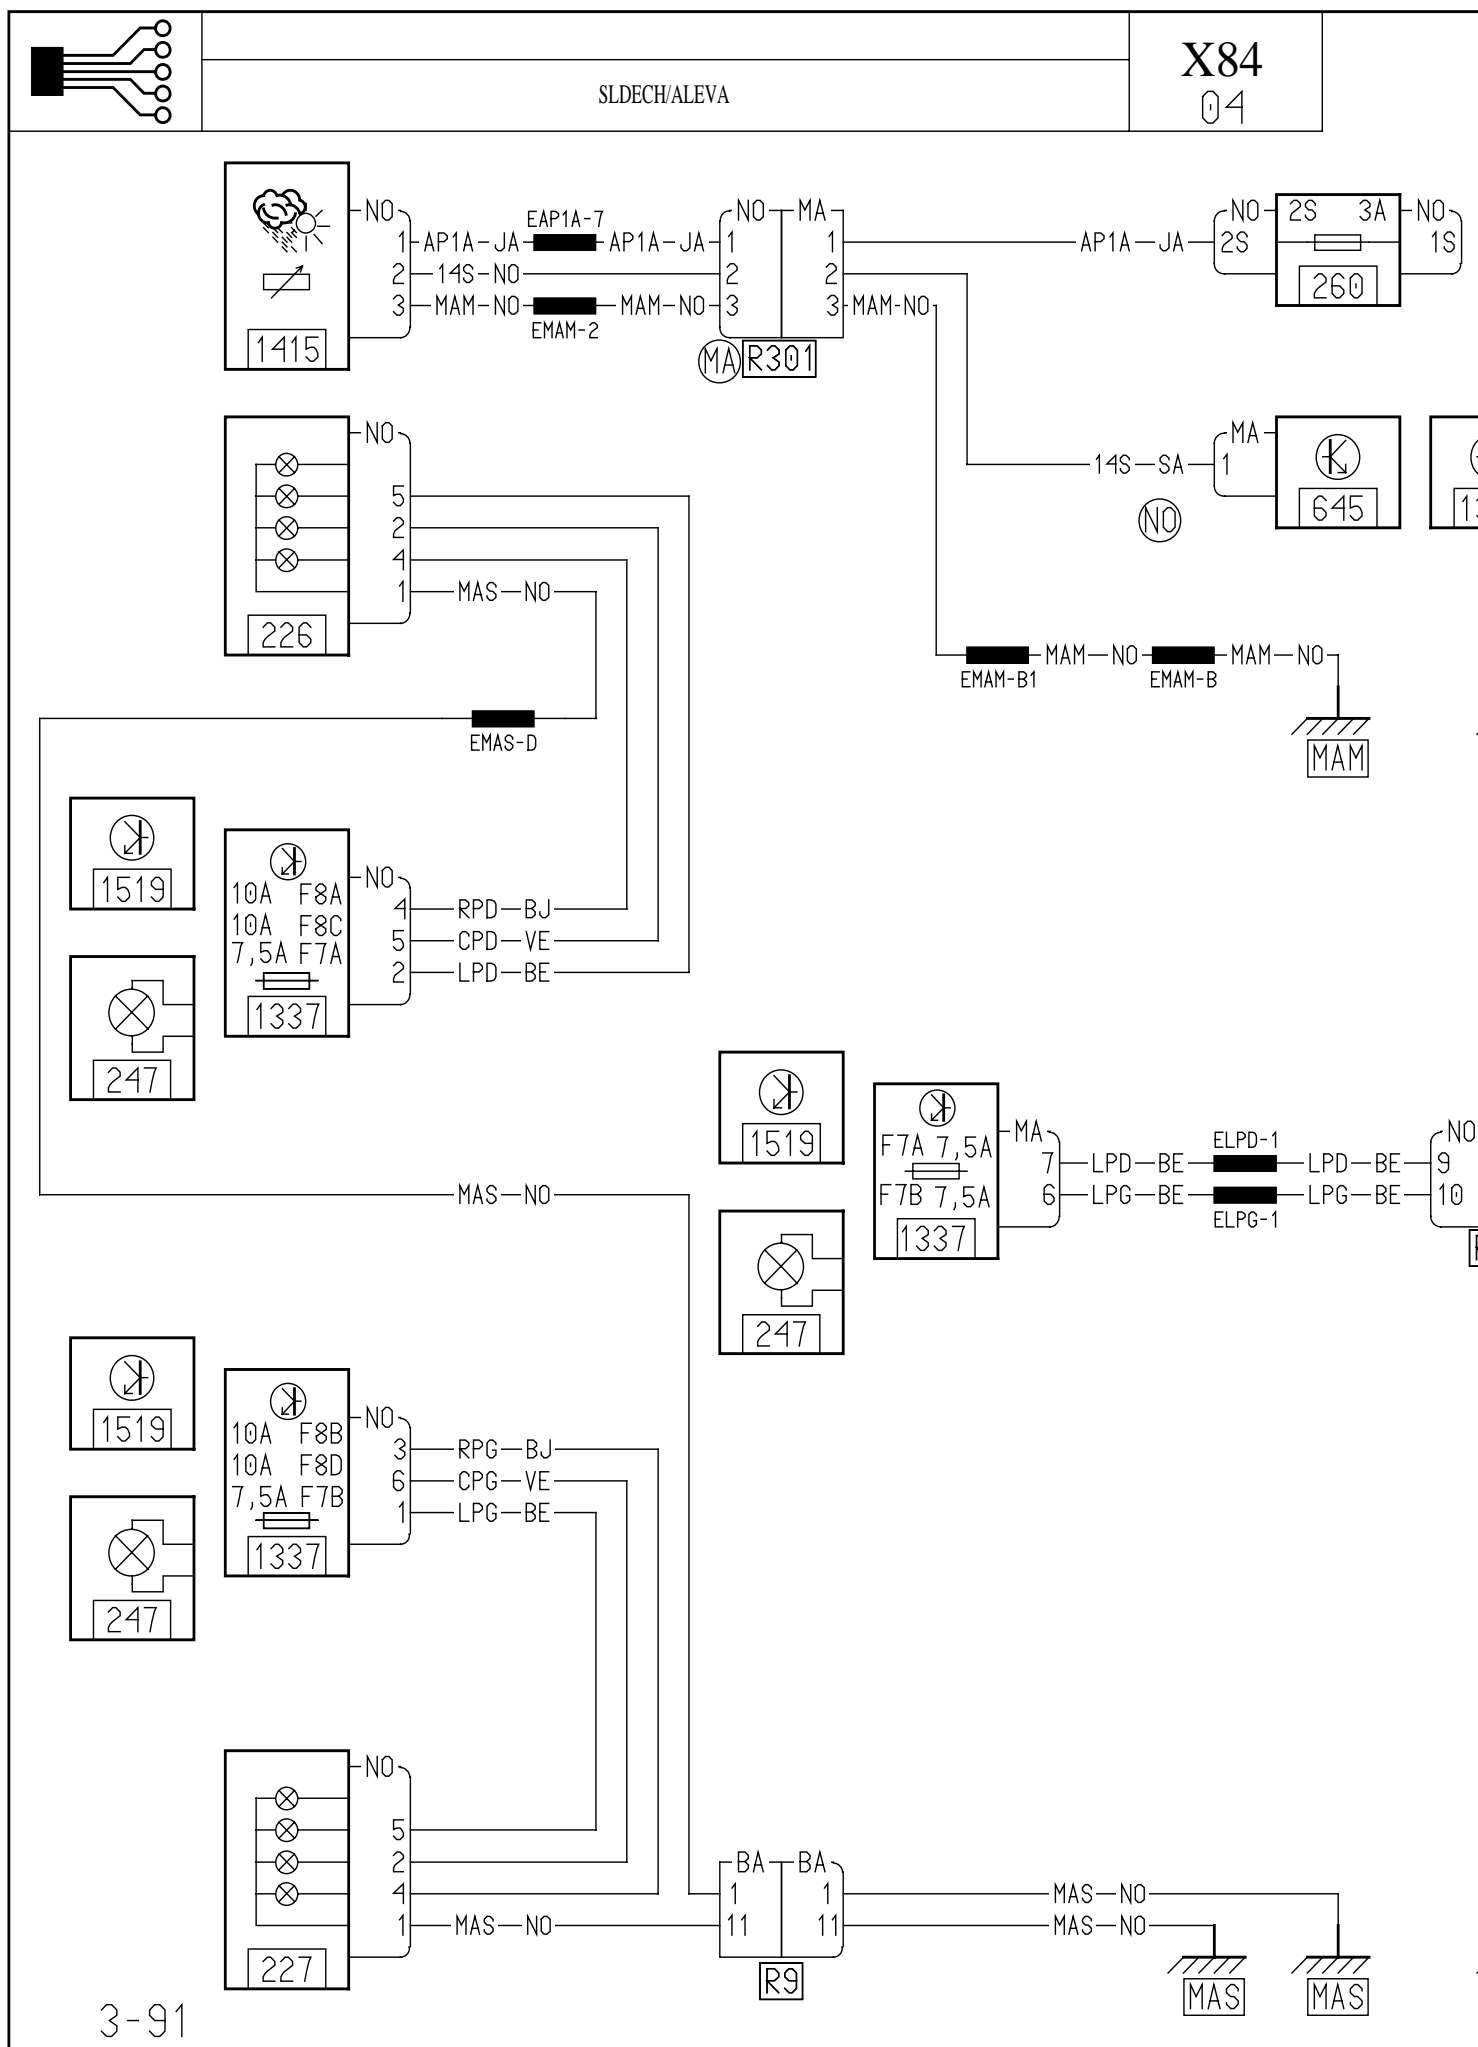 X84
SLDECH/ALEVA
04
NO
EAP1A-7
NO MA
NO 2S 3A NO
1 AP1A-JA AP1A-JA 1 1 AP1A-JA 2S 1S
2 14S-NO 2 2
260
3 MAM-NO MAM-NO 3 3 MAM-NO
EMAM-2
1415
MA R301
NO
MA
14S-SA 1
5
645
NO
2
4
1 MAS-NO
226
MAM-NO MAM-NO
EMAM-B1 EMAM-B
EMAS-D
MAM
1519
NO
10A F8A 4 RPD-BJ
10A F8C 5 CPD-VE
7,5A F7A 2 LPD-BE
1337
247
1519
MA
NO
F7A 7,5A
ELPD-1
7 LPD-BE LPD-BE 9
F7B 7,5A 6 LPG-BE LPG-BE 10
ELPG-1
1337
MAS-NO
247
1519
NO
10A F8B 3 RPG-BJ
10A F8D 6 CPG-VE
7,5A F7B 1 LPG-BE
1337
247
NO
5
2
BA BA
4
1 1 MAS-NO
1 MAS-NO 11 11 MAS-NO
227
R9
MAS MAS
3-91